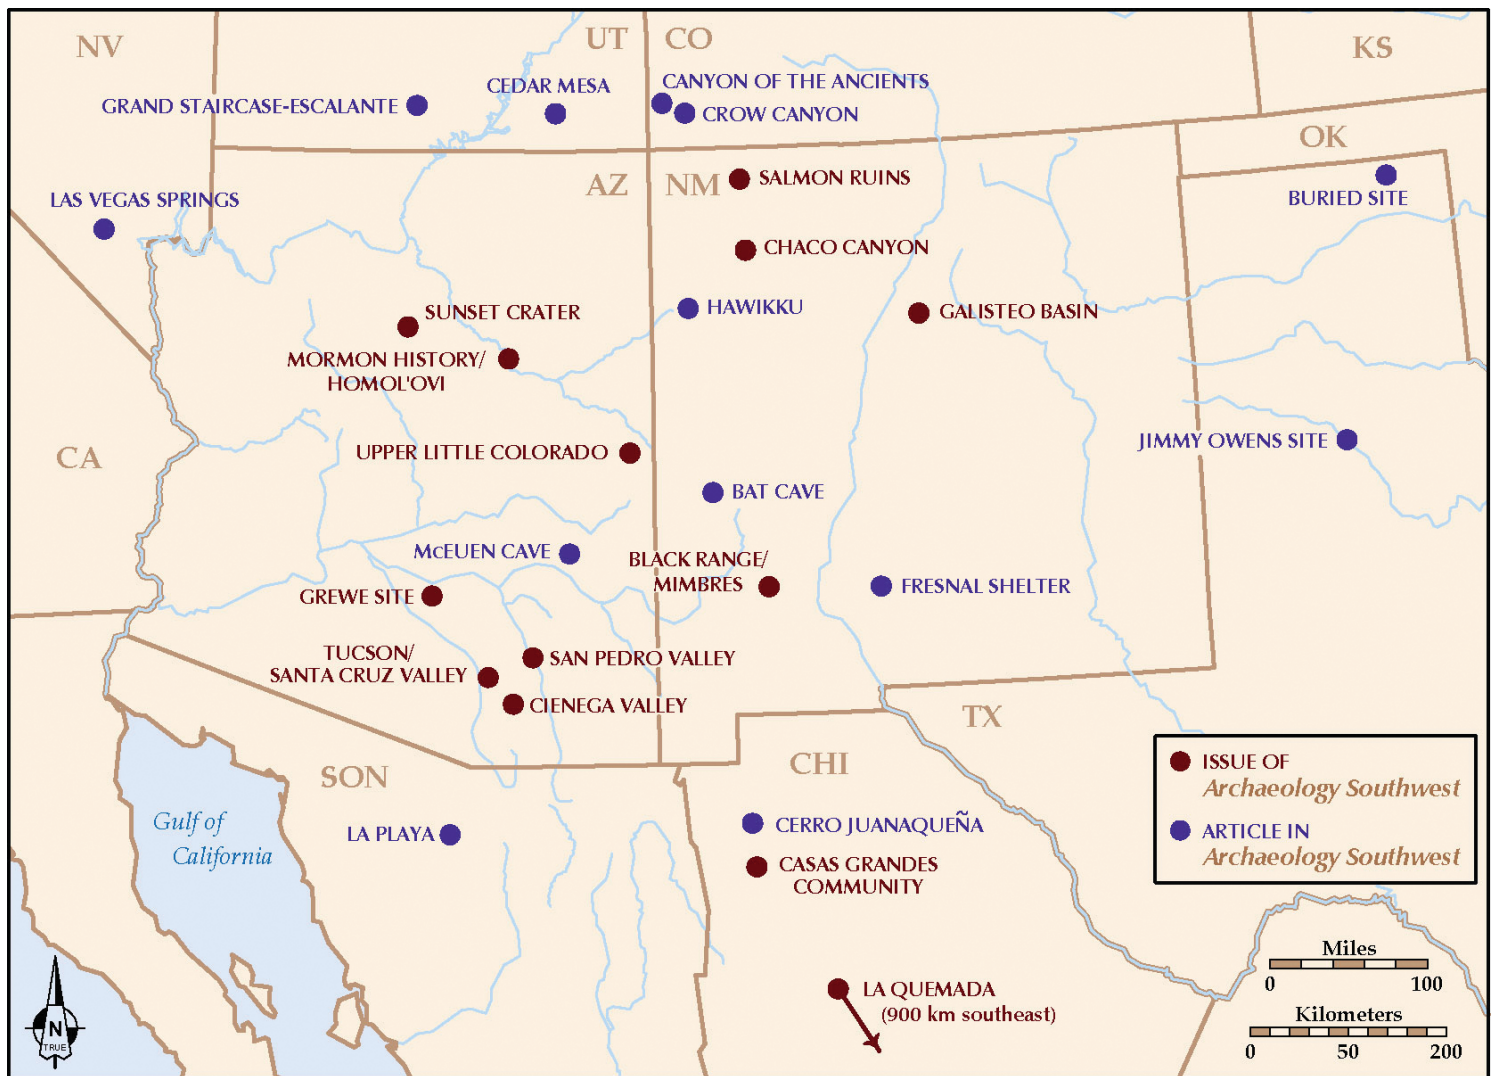 NV
UT
CO
KS
CEDAR MESA
CANYON OF THE ANCIENTS
GRAND STAIRCASE-ESCALANTE
CROW CANYON
OK
AZ
NM
SALMON RUINS
BURIED SITE
LAS VEGAS SPRINGS
CHACO CANYON
SUNSET CRATER
HAWIKKU
GALISTEO BASIN
MORMON HISTORY/
HOMOL'OVI
CA
UPPER LITTLE COLORADO
JIMMY OWENS SITE
BAT CAVE
McEUEN CAVE
BLACK RANGE/
MIMBRES
FRESNAL SHELTER
GREWE SITE
TUCSON/
SANTA CRUZ VALLEY
SAN PEDRO VALLEY
CIENEGA VALLEY
TX
SON
CHI
Gulf of
California
LA PLAYA
CERRO JUANAQUEÑA
CASAS GRANDES
COMMUNITY
LA QUEMADA
(900 km southeast)
ISSUE OF
Archaeology Southwest
ARTICLE IN
Archaeology Southwest
Miles
0 100
Kilometers
0 50 200
N
TRUE